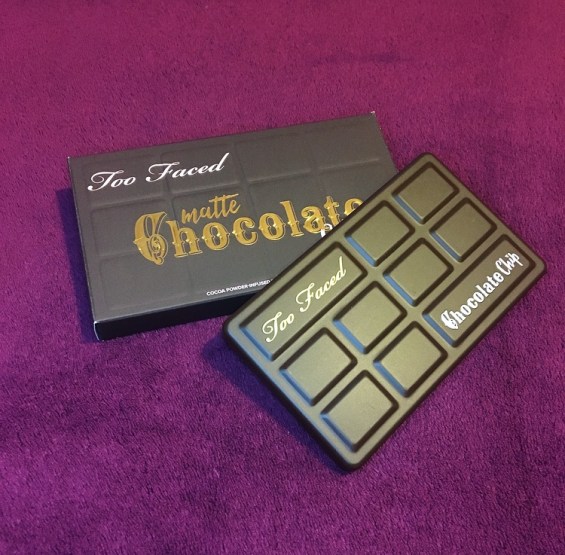 Too Faced
matte
Chocolate
COCOA POWDER-INFUSED
Too Faced
Chocolate Chip